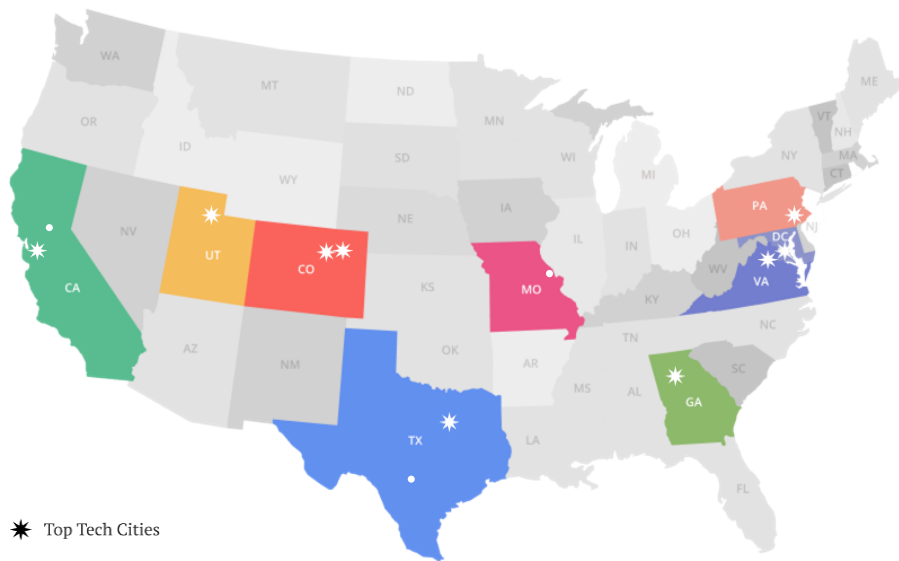 WA
MT
ND
MN
ME
OR
ID
SD
WI
VT
NH
WY
MI
NY
MA
CT
NE
IA
PA
NJ
NV
UT
CO
IL
IN
OH
DC
CA
KS
MO
WV
VA
KY
AZ
NM
OK
AR
TN
NC
SC
MS
AL
GA
TX
LA
FL
Top Tech Cities